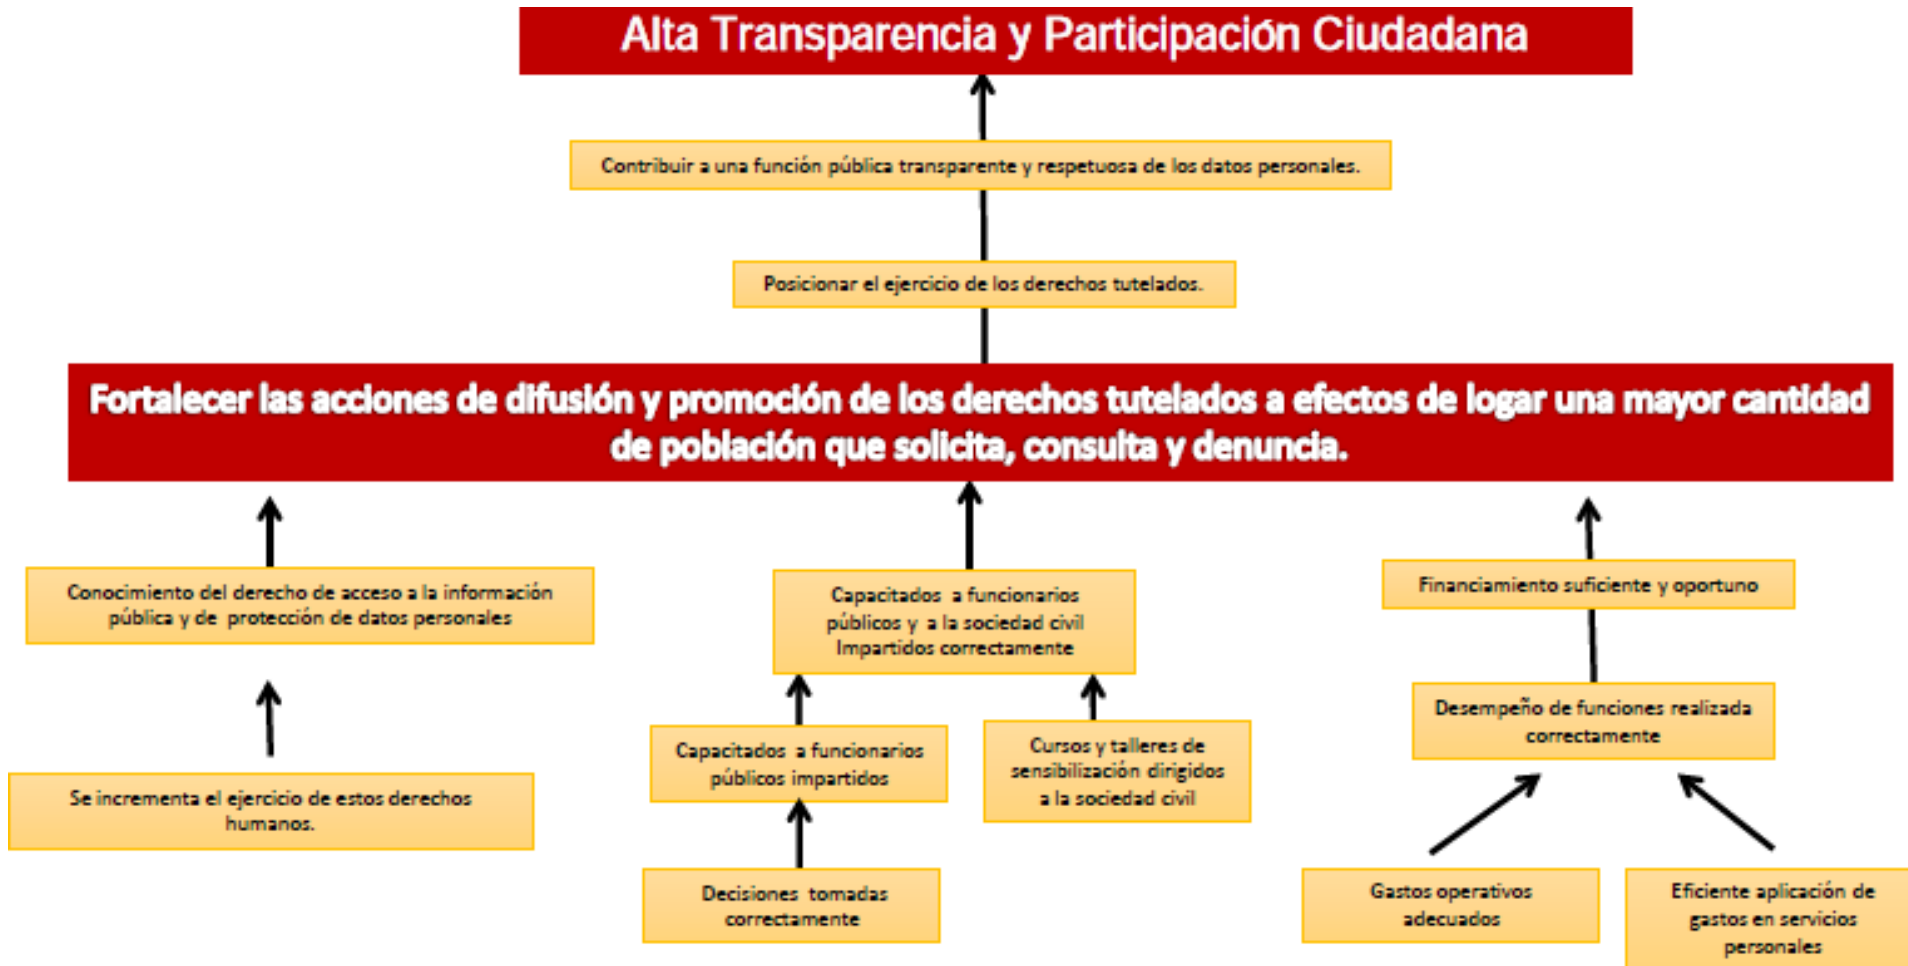 Alta Transparencia y Participación Ciudadana
Contribuir a una función pública transparente y respetuosa de los datos personales.
Posicionar el ejercicio de los derechos tutelados.
Fortalecer las acciones de difusión y promoción de los derechos tutelados a efectos de logar una mayor cantidad
de población que solicita, consulta y denuncia.
Conocimiento del derecho de acceso a la información
pública y de protección de datos personales
Se incrementa el ejercicio de estos derechos
humanos.
Capacitados a funcionarios
públicos y a la sociedad civil
Impartidos correctamente
Capacitados a funcionarios
públicos impartidos
Cursos y talleres de
sensibilización dirigidos
a la sociedad civil
Decisiones tomadas
correctamente
Financiamiento suficiente y oportuno
Desempeño de funciones realizada
correctamente
Gastos operativos
adecuados
Eficiente aplicación de
gastos en servicios
personales